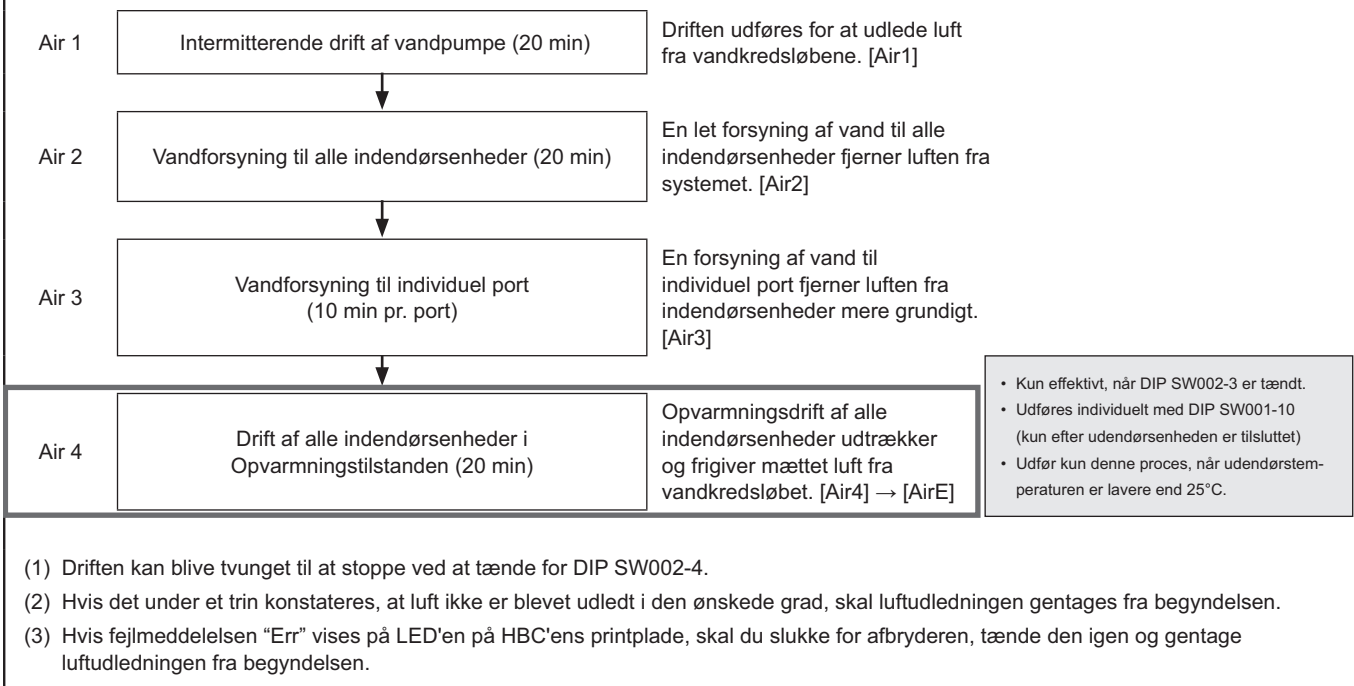 Air 1
Intermitterende drift af vandpumpe (20 min)
Driften udføres for at udlede luft
fra vandkredsløbene. [Air1]
Air 2
Vandforsyning til alle indendørsenheder (20 min)
En let forsyning af vand til alle
indendørsenheder fjerner luften fra
systemet. [Air2]
Air 3
Vandforsyning til individuel port
(10 min pr. port)
En forsyning af vand til
individuel port fjerner luften fra
indendørsenheder mere grundigt.
[Air3]
Air 4
Drift af alle indendørsenheder i
Opvarmningstilstanden (20 min)
Opvarmningsdrift af alle
indendørsenheder udtrækker
og frigiver mættet luft fra
vandkredsløbet. [Air4] → [AirE]
• Kun effektivt, når DIP SW002-3 er tændt.
• Udføres individuelt med DIP SW001-10
(kun efter udendørsenheden er tilsluttet)
• Udfør kun denne proces, når udendørstem-
peraturen er lavere end 25°C.
(1) Driften kan blive tvunget til at stoppe ved at tænde for DIP SW002-4.
(2) Hvis det under et trin konstateres, at luft ikke er blevet udledt i den ønskede grad, skal luftudledningen gentages fra begyndelsen.
(3) Hvis fejlmeddelelsen “Err” vises på LED'en på HBC'ens printplade, skal du slukke for afbryderen, tænde den igen og gentage
luftudledningen fra begyndelsen.